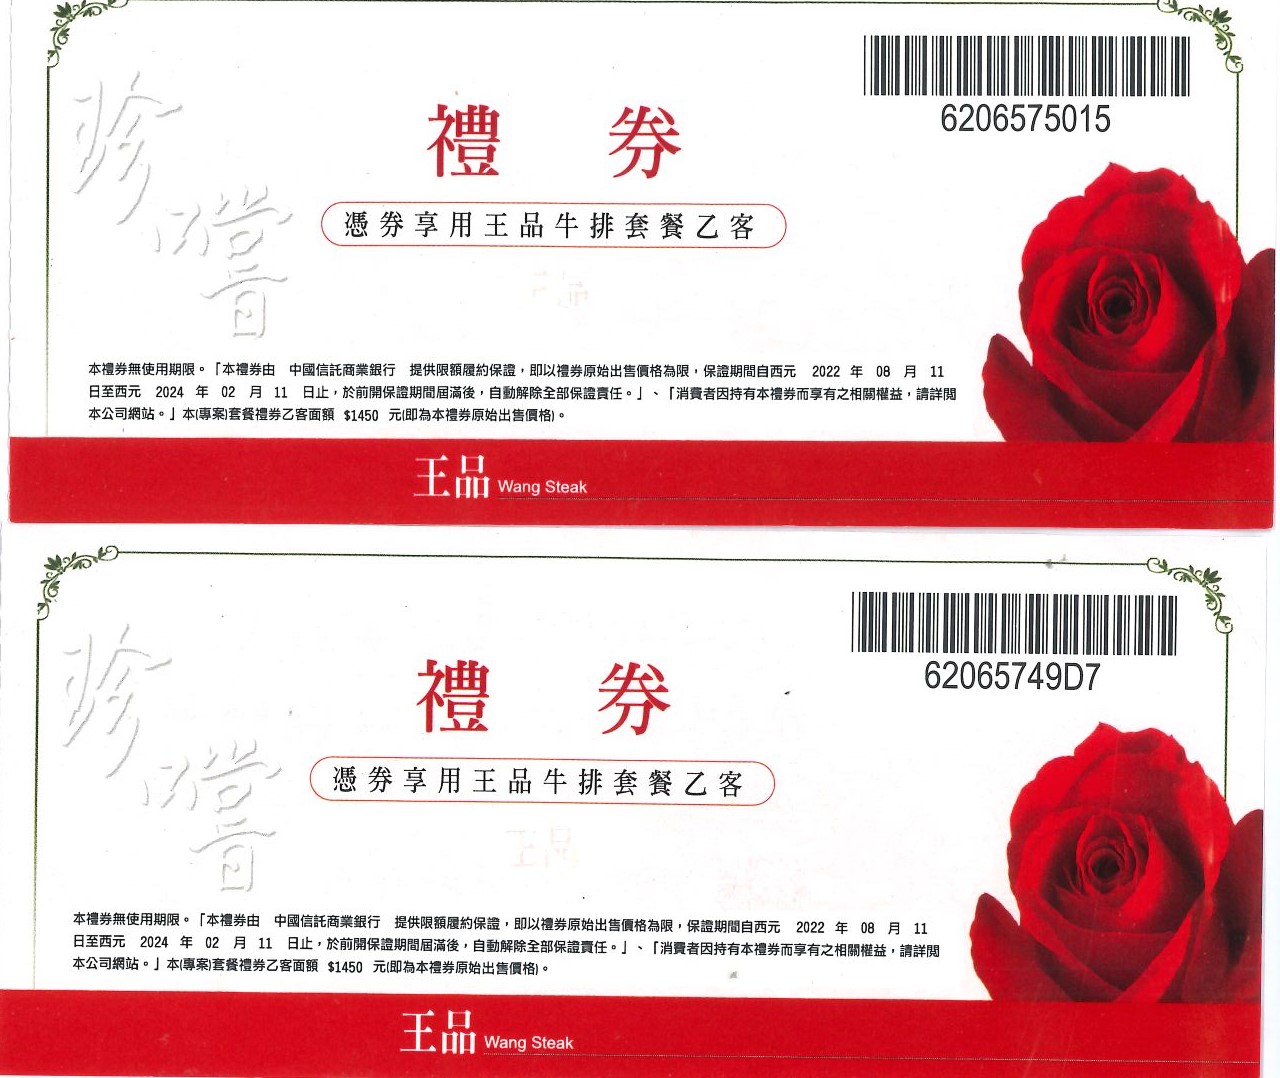 6206575015
禮 券
憑券享用王品牛排套餐乙客
珍饗
本禮券無使用期限。「本禮券由 中國信託商業銀行 提供限額履約保證，即以禮券原始出售價格為限，保證期間自西元 2022 年 08 月 11
日至西元 2024 年 02 月 11 日止，於前開保證期間屆滿後，自動解除全部保證責任。」、「消費者因持有本禮券而享有之相關權益，請詳閱
本公司網站。」本(專案)套餐禮券乙客面額 $1450 元(即為本禮券原始出售價格)。
王品 Wang Steak
62065749D7
禮 券
憑券享用王品牛排套餐乙客
珍饗
本禮券無使用期限。「本禮券由 中國信託商業銀行 提供限額履約保證，即以禮券原始出售價格為限，保證期間自西元 2022 年 08 月 11
日至西元 2024 年 02 月 11 日止，於前開保證期間屆滿後，自動解除全部保證責任。」、「消費者因持有本禮券而享有之相關權益，請詳閱
本公司網站。」本(專案)套餐禮券乙客面額 $1450 元(即為本禮券原始出售價格)。
王品 Wang Steak